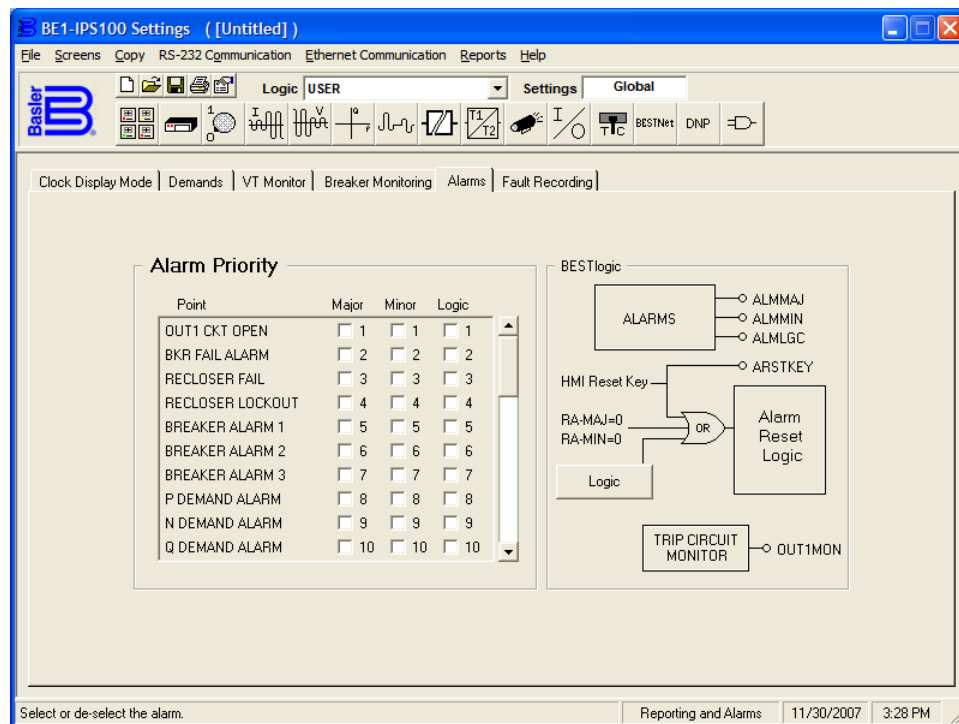 BE1-IPS100 Settings ( [Untitled] )
File Screens Copy RS-232 Communication Ethernet Communication Reports Help
Basler
B
Logic USER Settings Global
1 0 I V Q P T1 T2 I O T C BESTNet DNP
Clock Display Mode Demands VT Monitor Breaker Monitoring Alarms Fault Recording
Alarm Priority
Point Major Minor Logic
OUT1 CKT OPEN 1 1 1
BKR FAIL ALARM 2 2 2
RECLOSER FAIL 3 3 3
RECLOSER LOCKOUT 4 4 4
BREAKER ALARM 1 5 5 5
BREAKER ALARM 2 6 6 6
BREAKER ALARM 3 7 7 7
P DEMAND ALARM 8 8 8
N DEMAND ALARM 9 9 9
Q DEMAND ALARM 10 10 10
BESTlogic
ALARMS
ALMMAJ
ALMMIN
ALMLGC
ARSTKEY
HMI Reset Key
RA-MAJ=0
RA-MIN=0
OR
Alarm
Reset
Logic
Logic
TRIP CIRCUIT
MONITOR
OUT1MON
Select or de-select the alarm. Reporting and Alarms 11/30/2007 3:28 PM